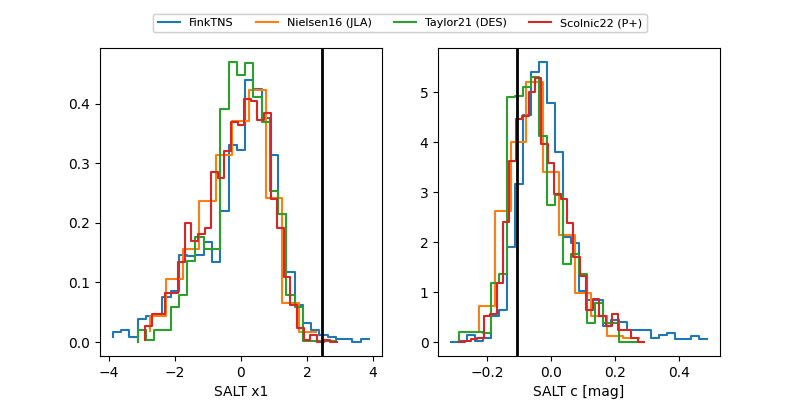 FinkTNS Nielsen16 (JLA) Taylor21 (DES) Scolnic22 (P+)
0.4
0.3
0.2
0.1
0.0
−4 −2 0 2 4
SALT x1
5
4
3
2
1
0
−0.2 0.0 0.2 0.4
SALT c [mag]